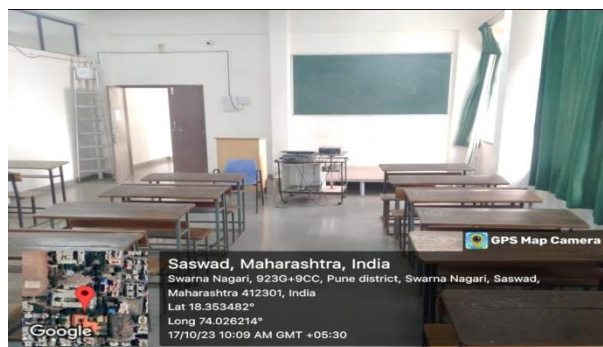 GPS Map Camera
Saswad, Maharashtra, India
Swarna Nagari, 923G+9CC, Pune district, Swarna Nagari, Saswad,
Maharashtra 412301, India
Lat 18.353482°
Long 74.026214°
17/10/23 10:09 AM GMT +05:30
Google